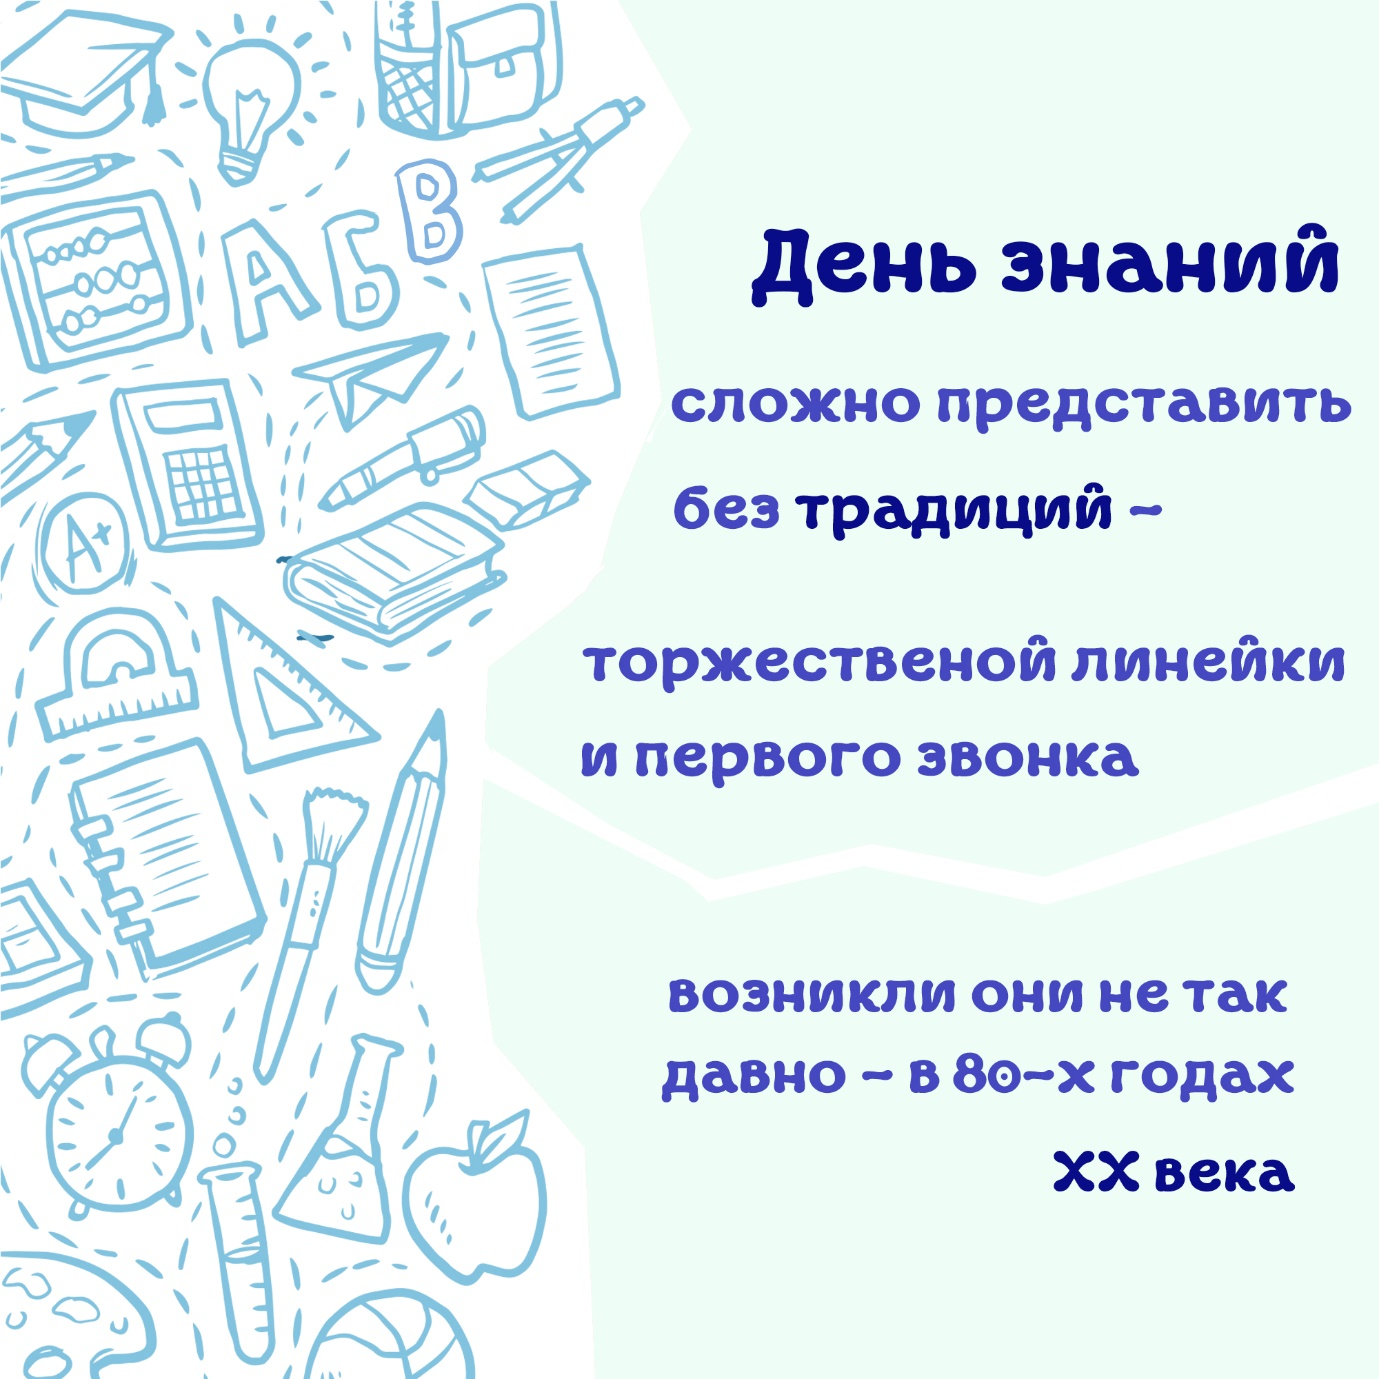 А Б В
A+
День знаний
сложно представить
без традиций –
торжественой линейки
и первого звонка
возникли они не так
давно – в 80-х годах
XX века